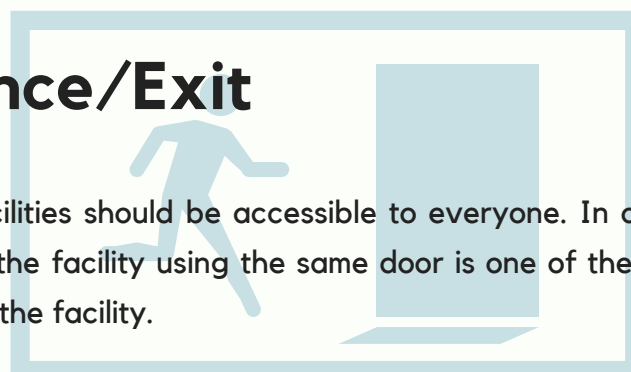 nce/Exit
cilities should be accessible to everyone. In
the facility using the same door is one of the
the facility.